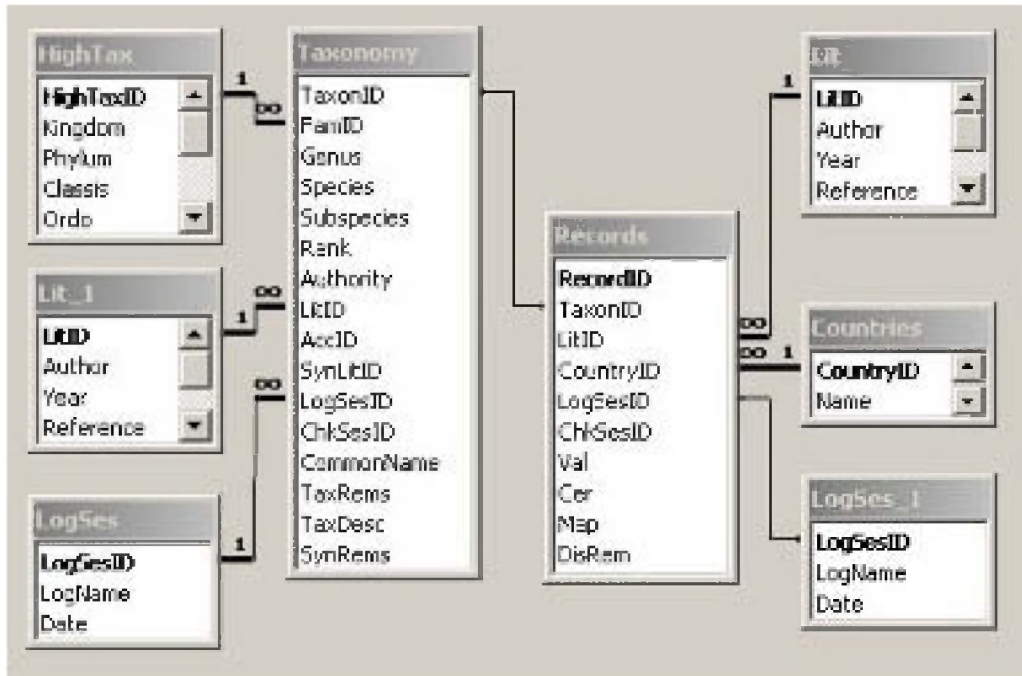 HighTax
HighTaxID
Kingdom
Phylum
Classis
Ordo
1
∞
Lit_1
LitID
Author
Year
Reference
1
∞
LogSes
LogSesID
LogName
Date
1
∞
Taxonomy
TaxonID
FamID
Genus
Species
Subspecies
Rank
Authority
LitID
AccID
SynLitID
LogSesID
ChkSesID
CommonName
TaxRems
TaxDesc
SynRems
Records
RecordID
TaxonID
LitID
CountryID
LogSesID
ChkSesID
Val
Cer
Map
DisRem
∞
∞ 1
1
Lit
LitID
Author
Year
Reference
Countries
CountryID
Name
LogSes_1
LogSesID
LogName
Date